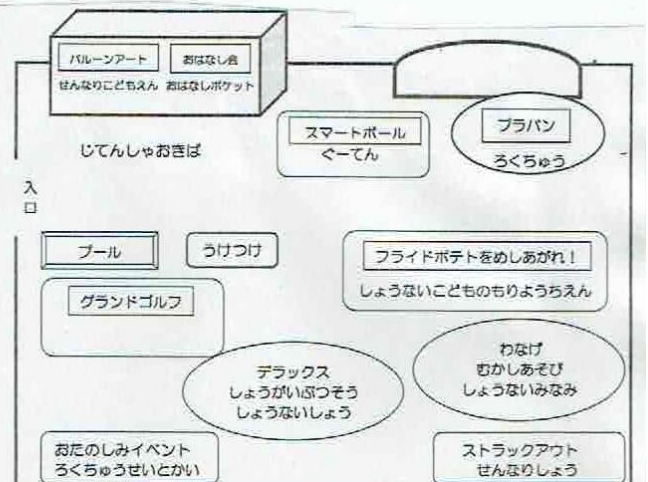 バルーンアート
おはなし会
せんなりこどもえん
おはなしポケット
スマートボール
ぐーてん
プラバン
ろくちゅう
じてんしゃおきば
入口
プール
うけつけ
フライドポテトをめしあがれ!
しょうないこどものもりようちえん
グランドゴルフ
デラックス
しょうがいぶつそう
しょうないしょう
わなげ
むかしあそび
しょうないみなみ
おたのしみイベント
ろくちゅうせいとかい
ストラックアウト
せんなりしょう